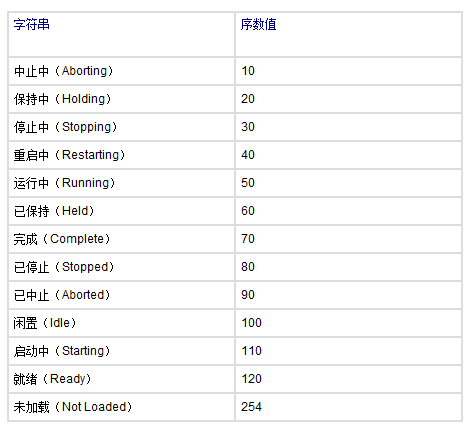 字符串 序数值
中止中（Aborting） 10
保持中（Holding） 20
停止中（Stopping） 30
重启中（Restarting） 40
运行中（Running） 50
已保持（Held） 60
完成（Complete） 70
已停止（Stopped） 80
已中止（Aborted） 90
闲置（Idle） 100
启动中（Starting） 110
就绪（Ready） 120
未加载（Not Loaded） 254